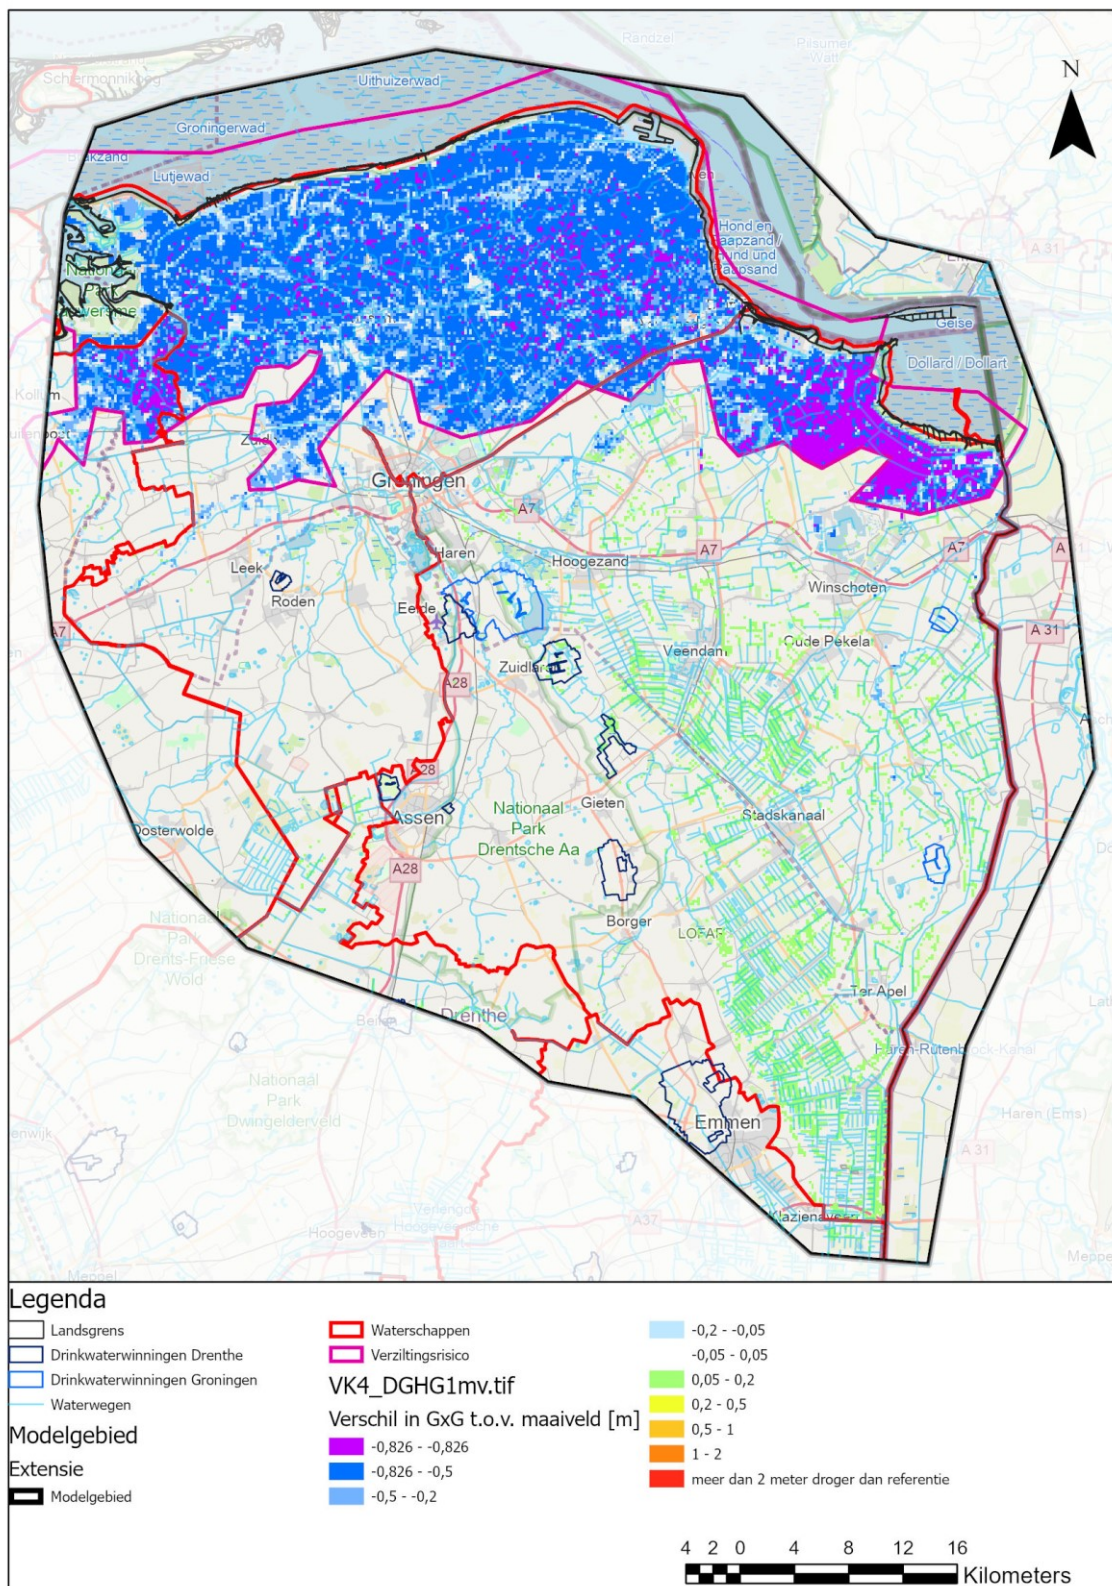 Randzel
Pilsumer
Watt
Schiermonnikoog
Uithuizerwad
N
Groningerwad
Lutjewad
Hond en
Paapzand /
Hund und
Paapsand
Geise
Dollard / Dollart
A 31
Kollum
Groningen
A7
Haren
Hoogezand
A7
A7
Leek
Roden
Winschoten
Eelde
A7
A 31
Oude Pekela
Veendam
A28
Assen
Nationaal
Park
Drentsche Aa
Gieten
Stadskanaal
Oosterwolde
A28
Nationaal
Park
Drents-Friese
Wold
Borger
Ter Apel
Drenthe
Haren-Rütenbrock-Kanal
Nationaal
Park
Dwingelderveld
Haren (Ems)
Emmen
A 31
Hoogeveen
A37
Meppel
Legenda
Landsgrens
Drinkwaterwinningen Drenthe
Drinkwaterwinningen Groningen
Waterwegen
Modelgebied
Extensie
Modelgebied
Waterschappen
Verziltingsrisico
VK4_DGHG1mv.tif
Verschil in GxG t.o.v. maaiveld [m]
-0,826 - -0,826
-0,826 - -0,5
-0,5 - -0,2
-0,2 - -0,05
-0,05 - 0,05
0,05 - 0,2
0,2 - 0,5
0,5 - 1
1 - 2
meer dan 2 meter droger dan referentie
4 2 0 4 8 12 16
Kilometers